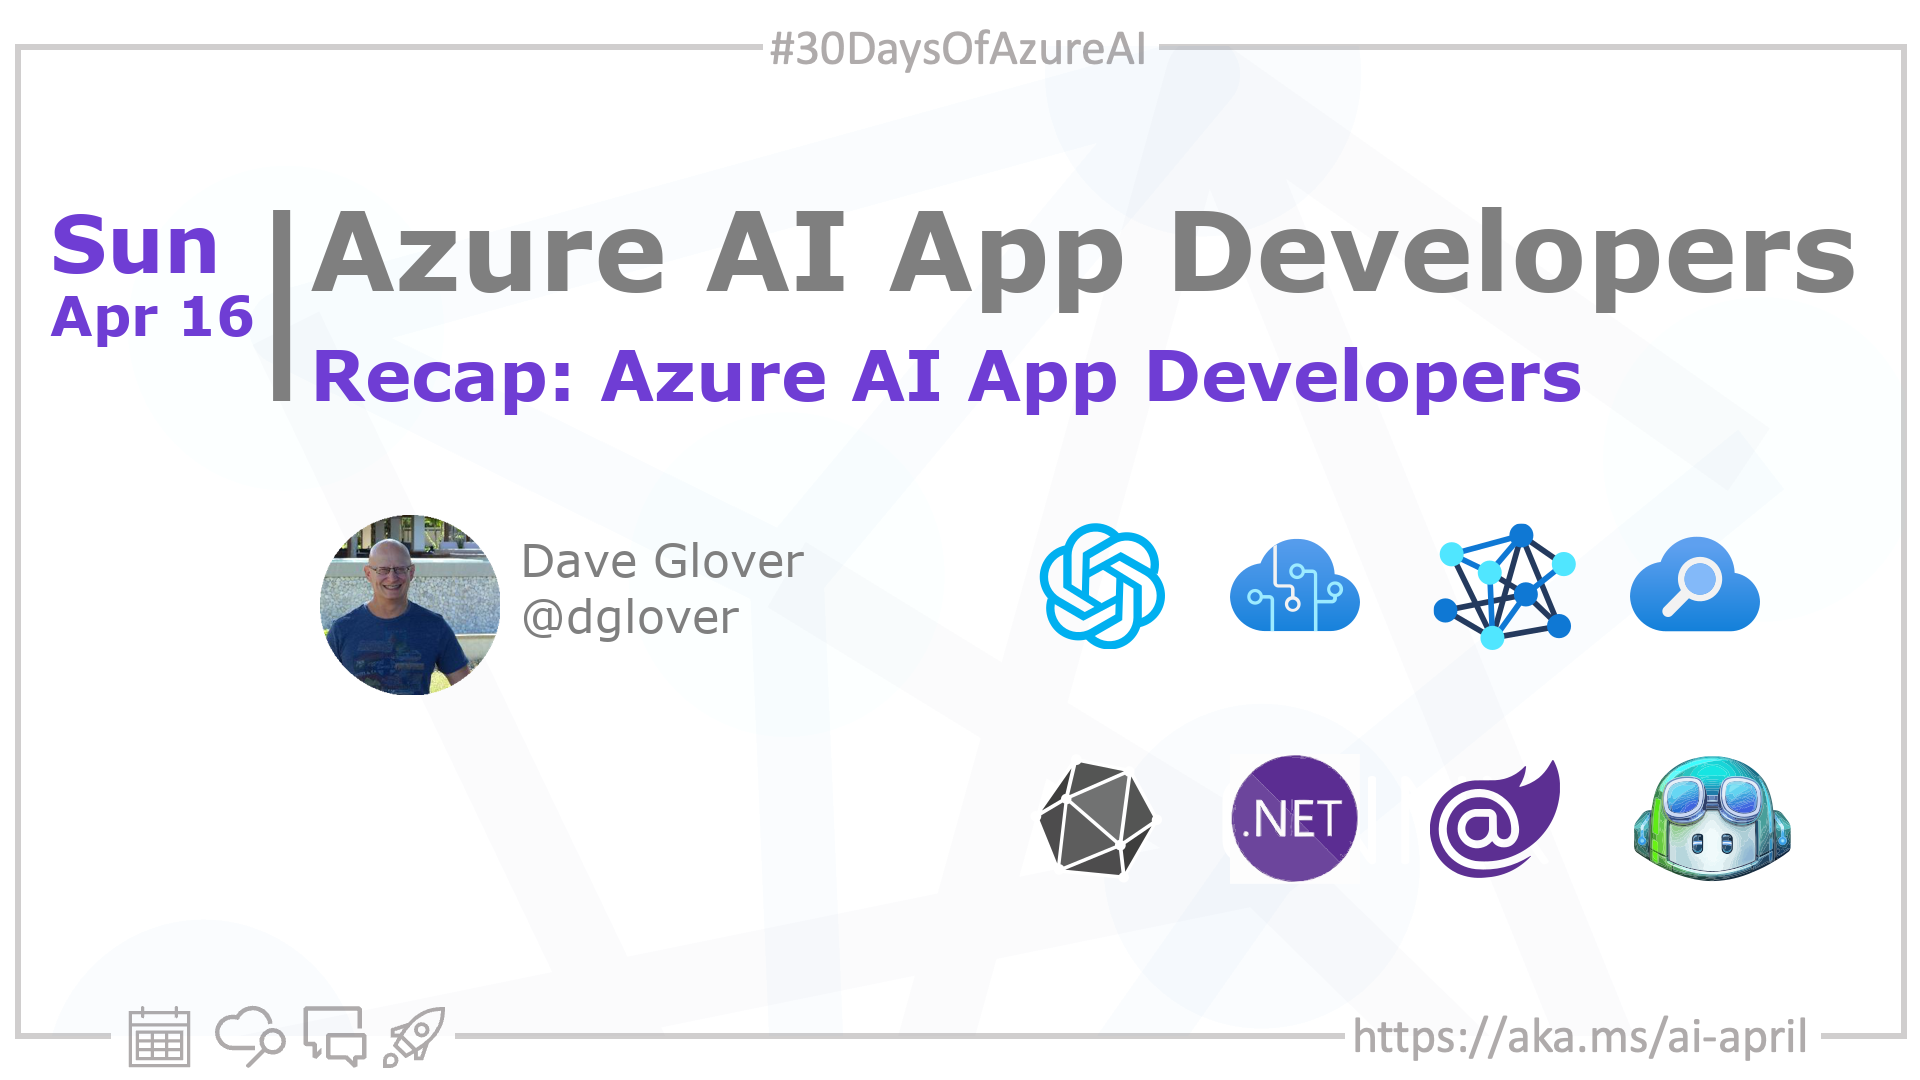 #30DaysOfAzureAI
Sun
Apr 16
Azure AI App Developers
Recap: Azure AI App Developers
Dave Glover
@dglover
.NET
@
https://aka.ms/ai-april